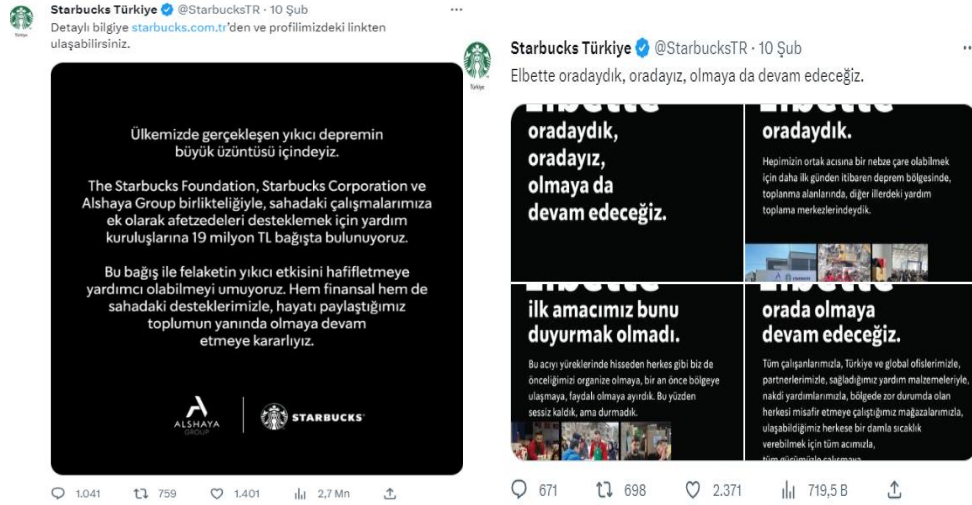 Starbucks Türkiye @StarbucksTR · 10 Şub
Detaylı bilgiye starbucks.com.tr'den ve profilimizdeki linkten
ulaşabilirsiniz.
Türkiye
Ülkemizde gerçekleşen yıkıcı depremin
büyük üzüntüsü içindeyiz.
The Starbucks Foundation, Starbucks Corporation ve
Alshaya Group birlikteliğiyle, sahadaki çalışmalarımıza
ek olarak afetzedeleri desteklemek için yardım
kuruluşlarına 19 milyon TL bağışta bulunuyoruz.
Bu bağış ile felaketin yıkıcı etkisini hafifletmeye
yardımcı olabilmeyi umuyoruz. Hem finansal hem de
sahadaki desteklerimizle, hayatı paylaştığımız
toplumun yanında olmaya devam
etmeye kararlıyız.
ALSHAYA
GROUP
STARBUCKS
1.041 759 1.401 2,7 Mn
Starbucks Türkiye @StarbucksTR · 10 Şub
Elbette oradaydık, oradayız, olmaya da devam edeceğiz.
Türkiye
Elbette
oradaydık,
oradayız,
olmaya da
devam edeceğiz.
Elbette
oradaydık.
Hepimizin ortak acısına bir nebze çare olabilmek
için daha ilk günden itibaren deprem bölgesinde,
toplanma alanlarında, diğer illerdeki yardım
toplama merkezlerindeydik.
Elbette
ilk amacımız bunu
duyurmak olmadı.
Bu acıyı yüreklerinde hisseden herkes gibi biz de
önceliğimizi organize olmaya, bir an önce bölgeye
ulaşmaya, faydalı olmaya ayırdık. Bu yüzden
sessiz kaldık, ama durmadık.
Elbette
orada olmaya
devam edeceğiz.
Tüm çalışanlarımızla, Türkiye ve global ofislerimizle,
partnerlerimizle, sağladığımız yardım malzemeleriyle,
nakdi yardımlarımızla, bölgede zor durumda olan
herkesi misafir etmeye çalıştığımız mağazalarımızla,
ulaşabildiğimiz herkese bir damla sıcaklık
verebilmek için tüm acımızla,
tüm gücümüzle çalışmaya
671 698 2.371 719,5 B